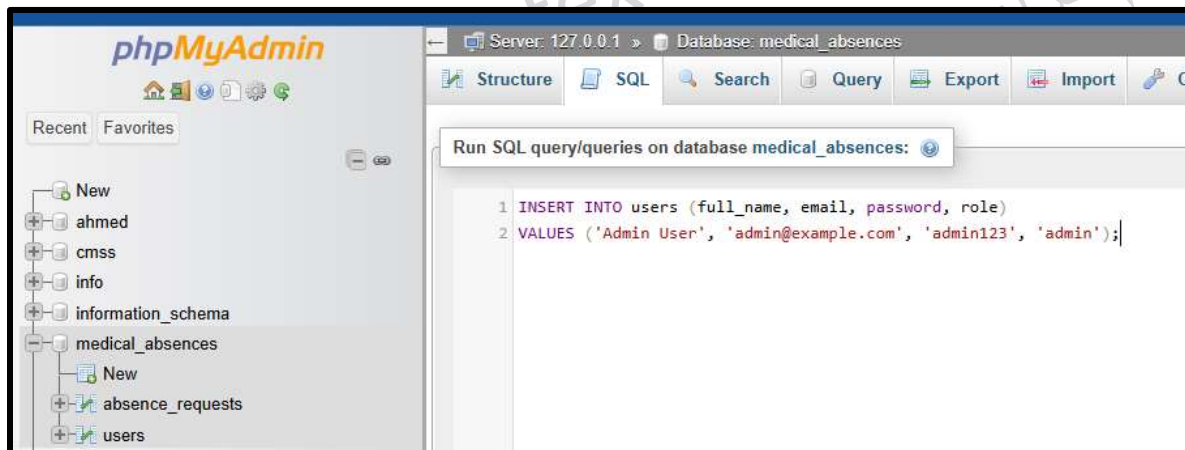 phpMyAdmin
Recent Favorites
New
ahmed
cmss
info
information_schema
medical_absences
New
absence_requests
users
Server: 127.0.0.1 » Database: medical_absences
Structure SQL Search Query Export Import
Run SQL query/queries on database medical_absences:
1 INSERT INTO users (full_name, email, password, role)
2 VALUES ('Admin User', 'admin@example.com', 'admin123', 'admin');